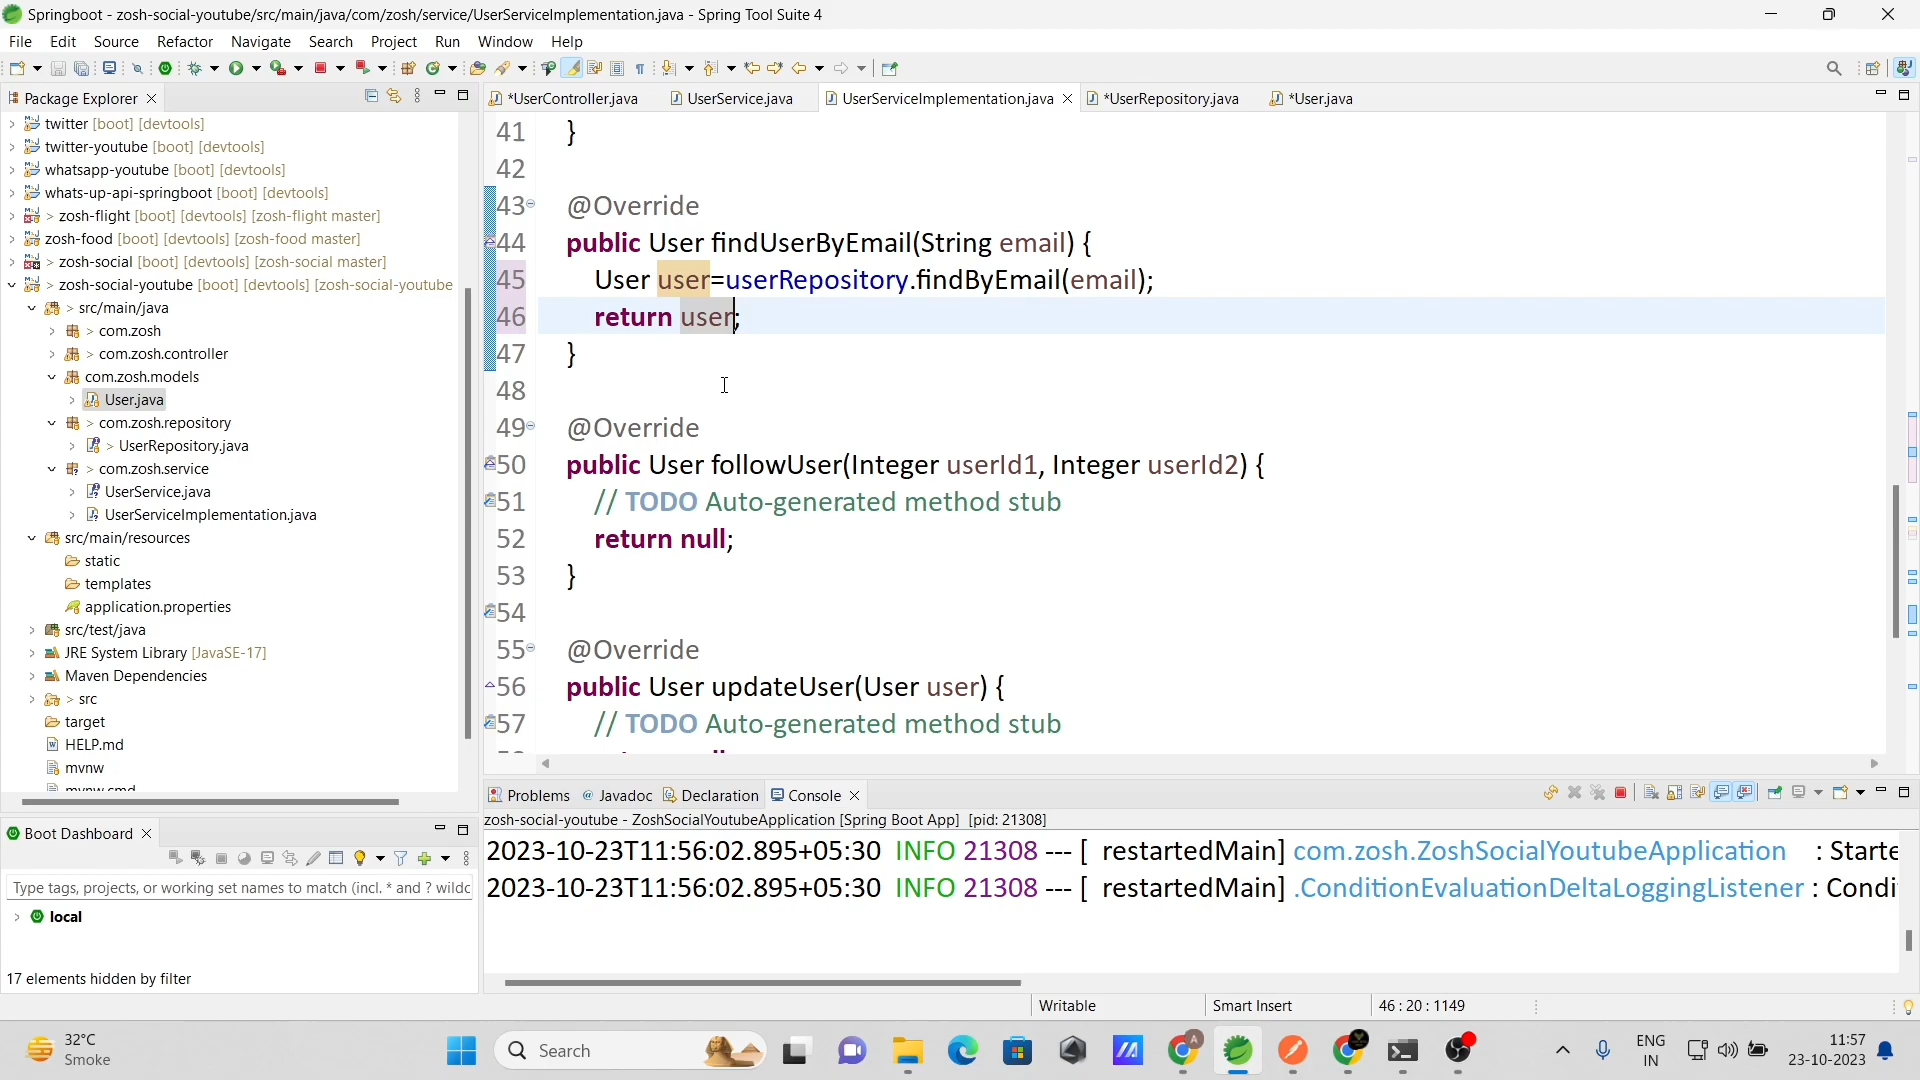 Springboot - zosh-social-youtube/src/main/java/com/zosh/service/UserServiceImplementation.java - Spring Tool Suite 4
File Edit Source Refactor Navigate Search Project Run Window Help
Package Explorer
*UserController.java UserService.java UserServiceImplementation.java *UserRepository.java *User.java
twitter [boot] [devtools]
twitter-youtube [boot] [devtools]
whatsapp-youtube [boot] [devtools]
whats-up-api-springboot [boot] [devtools]
> zosh-flight [boot] [devtools] [zosh-flight master]
zosh-food [boot] [devtools] [zosh-food master]
> zosh-social [boot] [devtools] [zosh-social master]
> zosh-social-youtube [boot] [devtools] [zosh-social-youtube
> src/main/java
> com.zosh
> com.zosh.controller
com.zosh.models
User.java
> com.zosh.repository
> UserRepository.java
> com.zosh.service
UserService.java
UserServiceImplementation.java
src/main/resources
static
templates
application.properties
src/test/java
JRE System Library [JavaSE-17]
Maven Dependencies
> src
target
HELP.md
mvnw
mvnw.cmd
41 }
42
43 @Override
44 public User findUserByEmail(String email) {
45 User user=userRepository.findByEmail(email);
46 return user;
47 }
48
49 @Override
50 public User followUser(Integer userId1, Integer userId2) {
51 // TODO Auto-generated method stub
52 return null;
53 }
54
55 @Override
56 public User updateUser(User user) {
57 // TODO Auto-generated method stub
Problems Javadoc Declaration Console
zosh-social-youtube - ZoshSocialYoutubeApplication [Spring Boot App] [pid: 21308]
2023-10-23T11:56:02.895+05:30 INFO 21308 --- [ restartedMain] com.zosh.ZoshSocialYoutubeApplication : Starte
2023-10-23T11:56:02.895+05:30 INFO 21308 --- [ restartedMain] .ConditionEvaluationDeltaLoggingListener : Condi
Boot Dashboard
Type tags, projects, or working set names to match (incl. * and ? wildc
local
17 elements hidden by filter
Writable Smart Insert 46 : 20 : 1149
32°C
Smoke
Search
ENG
IN
11:57
23-10-2023